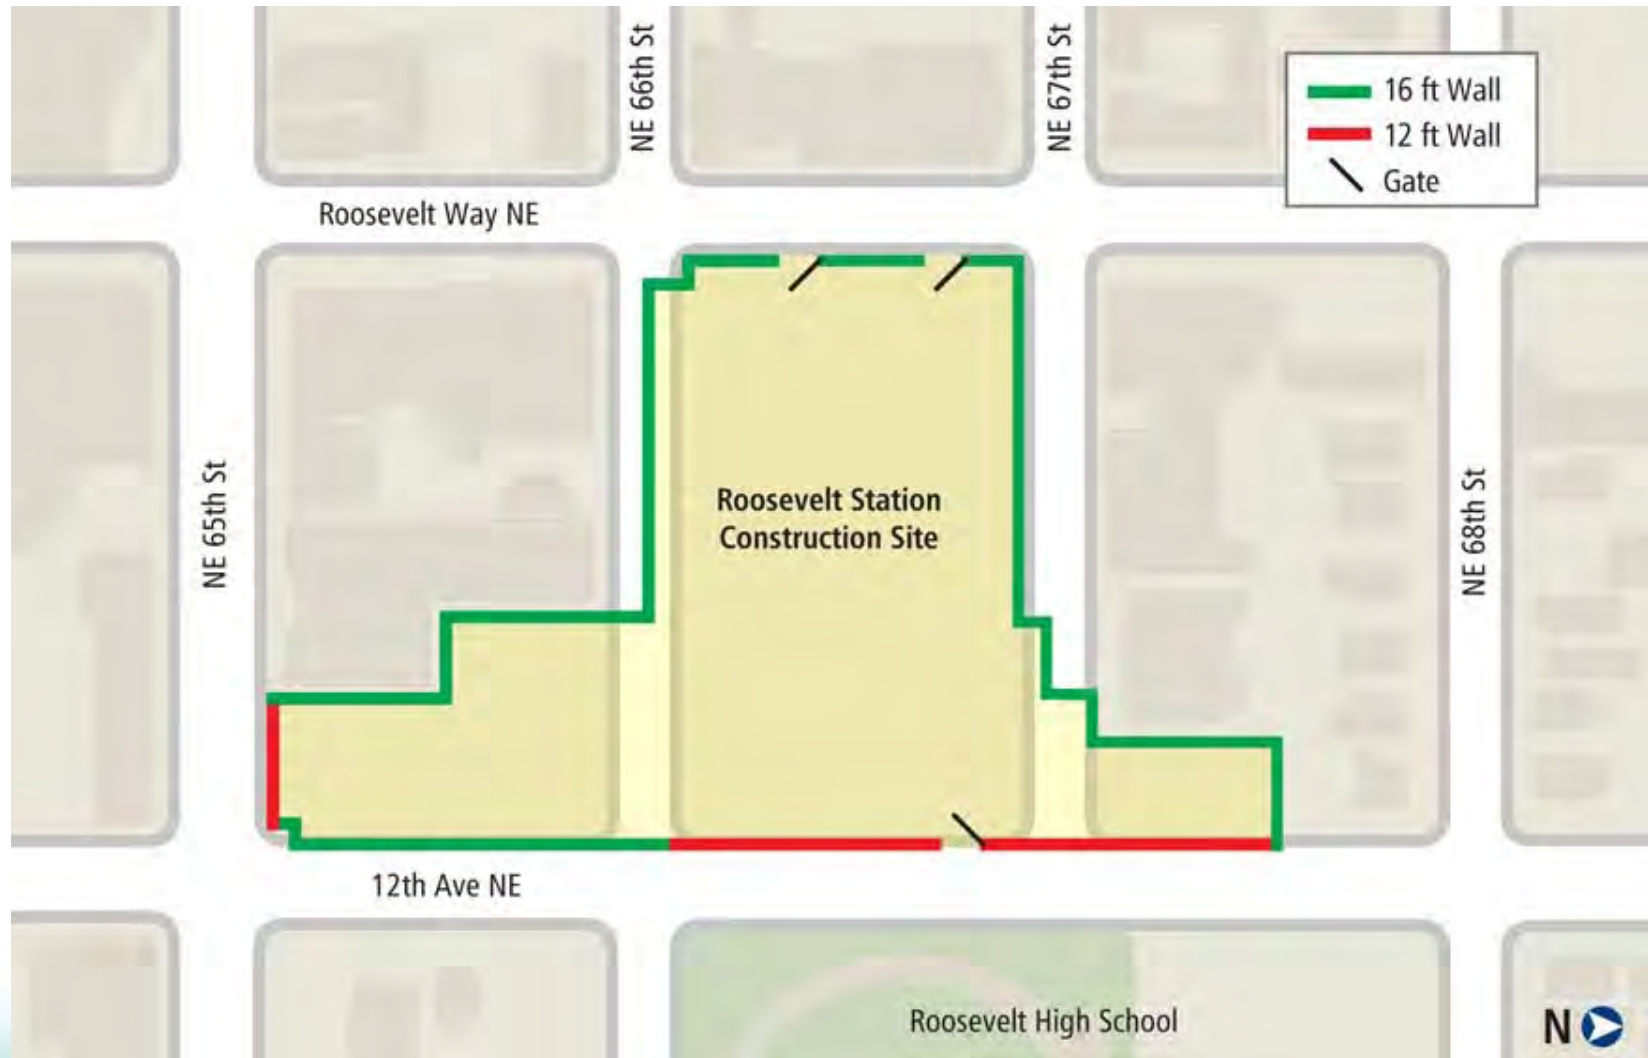 NE 66th St
NE 67th St
16 ft Wall
12 ft Wall
Gate
Roosevelt Way NE
NE 65th St
Roosevelt Station
Construction Site
NE 68th St
12th Ave NE
Roosevelt High School
N